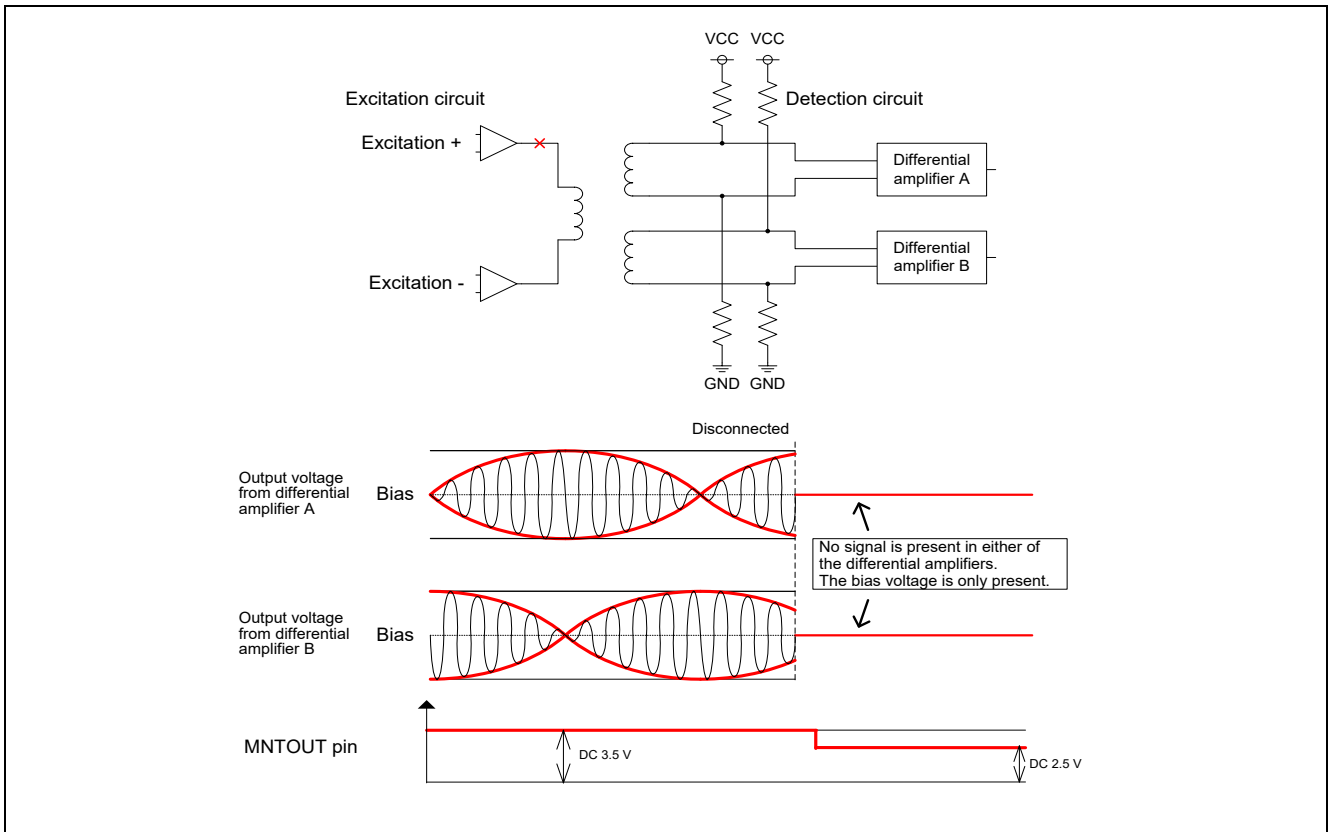 VCC VCC
Excitation circuit
Detection circuit
Excitation +
Differential
amplifier A
Differential
amplifier B
Excitation -
GND GND
Disconnected
Output voltage
from differential
amplifier A
Bias
No signal is present in either of
the differential amplifiers.
The bias voltage is only present.
Output voltage
from differential
amplifier B
Bias
MNTOUT pin
DC 3.5 V
DC 2.5 V